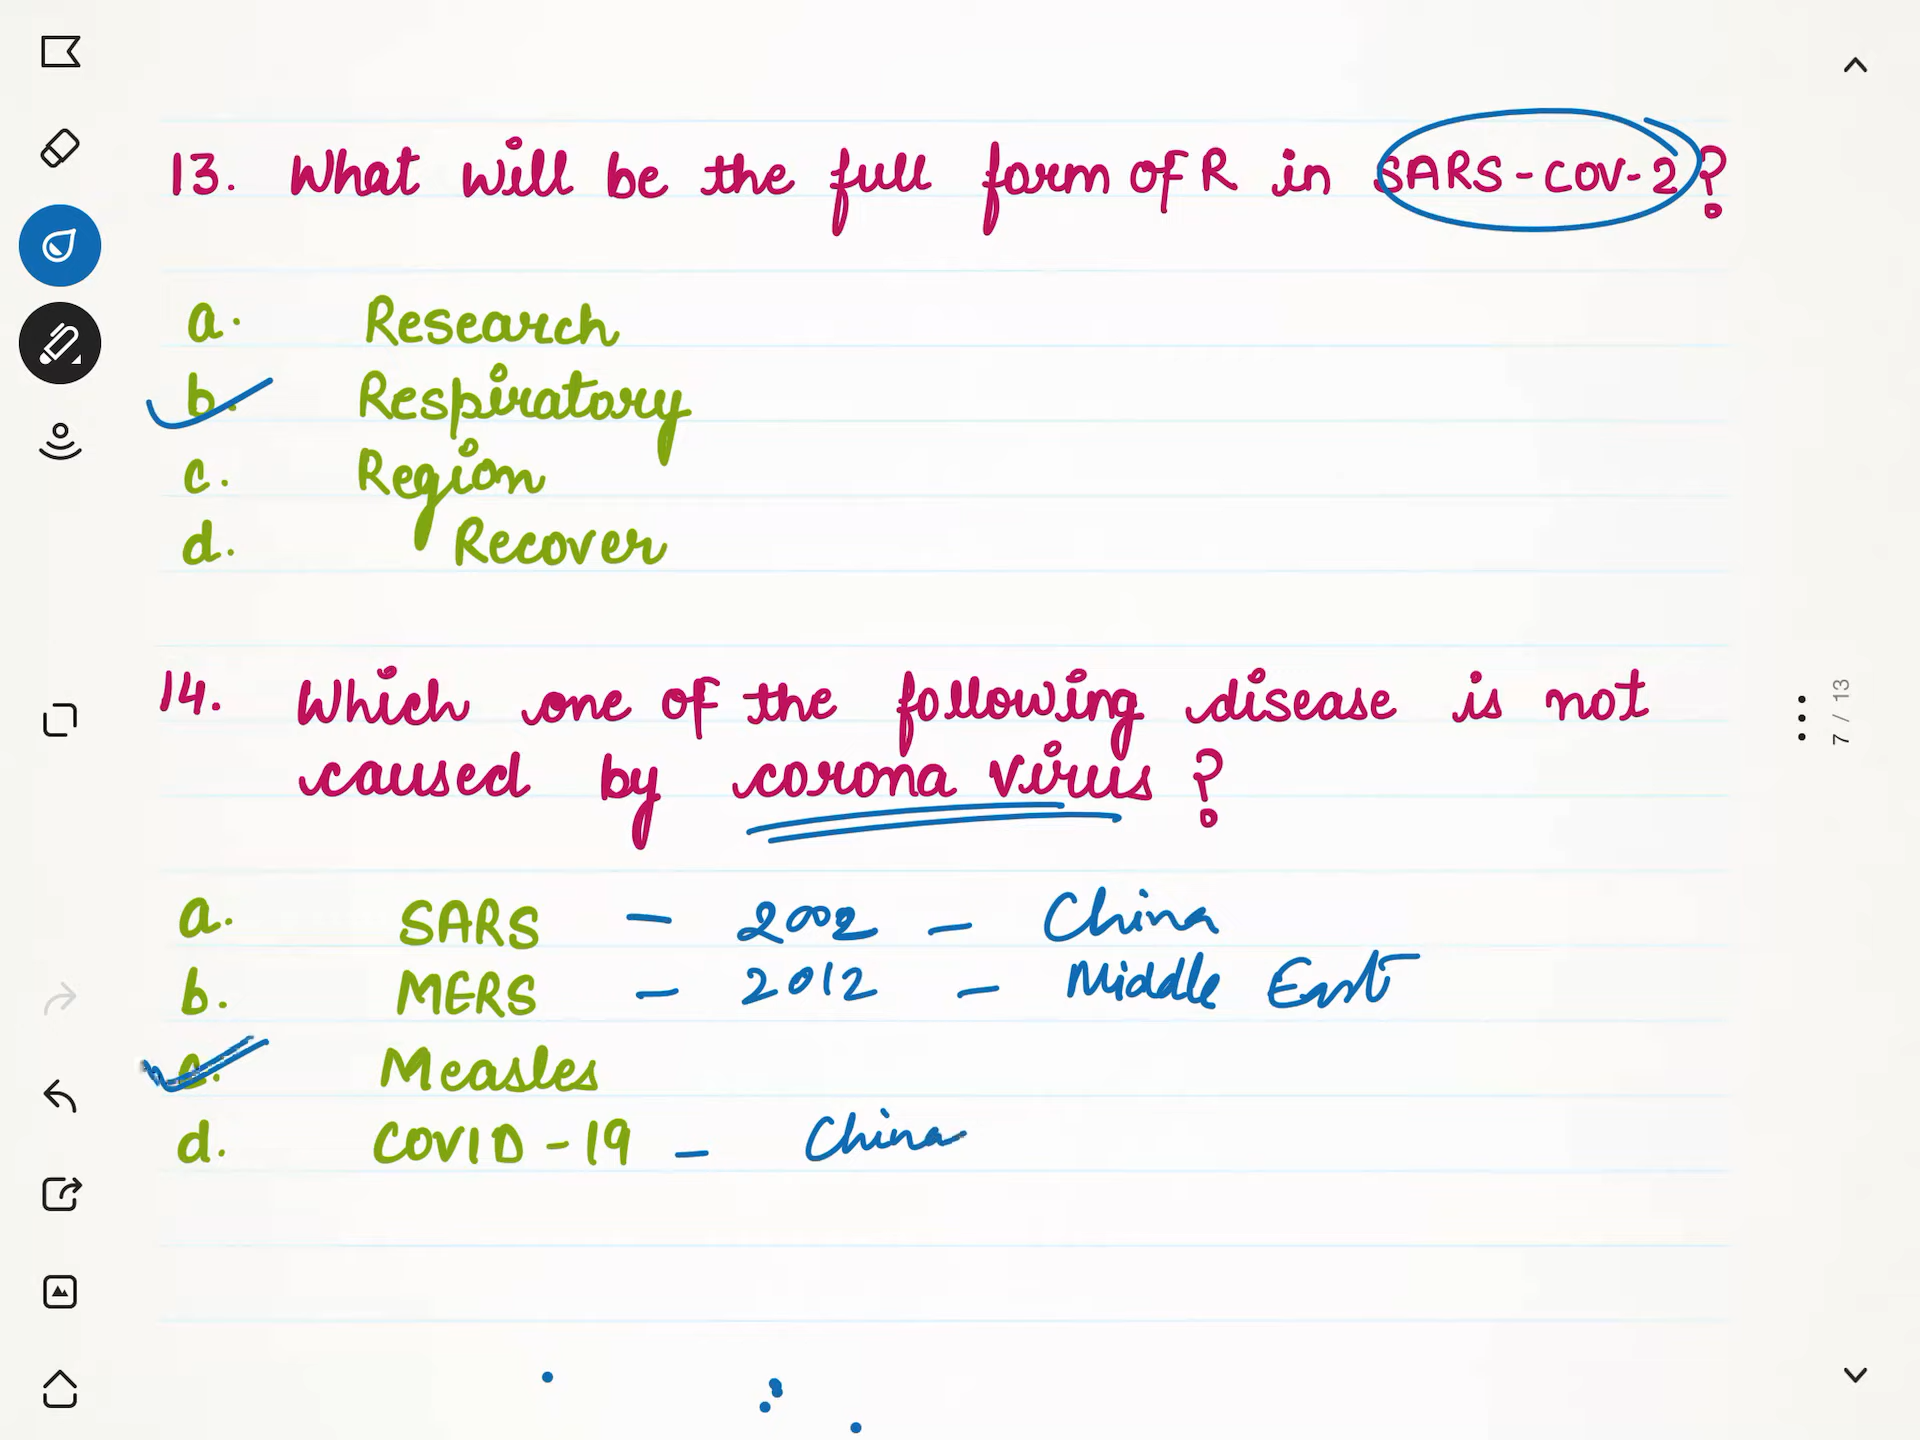 13. What will be the full form of R in SARS-COV-2?
a. Research
b. Respiratory
c. Region
d. Recover
14. Which one of the following disease is not
caused by corona virus?
a. SARS - 2002 - China
b. MERS - 2012 - Middle East
c. Measles
d. COVID-19 - China
7 / 13